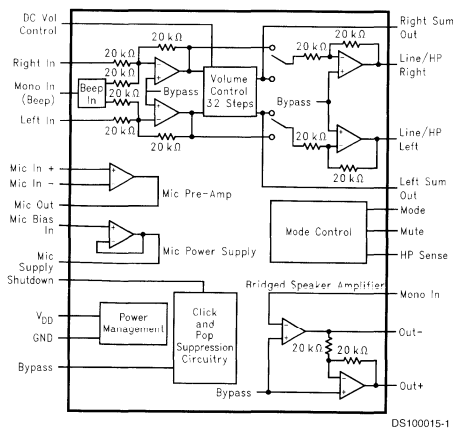 DC Vol
Control
20 kΩ
20 kΩ
Right Sum
Out
Right In
20 kΩ
20 kΩ
20 kΩ
Line/HP
Right
Mono In
(Beep)
Beep
In
20 kΩ
Bypass
Volume
Control
32 Steps
Bypass
Left In
20 kΩ
20 kΩ
20 kΩ
Line/HP
Left
20 kΩ
Mic In +
Mic In -
Mic Out
Mic Pre-Amp
Left Sum
Out
Mic Bias
In
Mic Power Supply
Mic
Supply
Mode Control
Mode
Mute
HP Sense
Shutdown
Bridged Speaker Amplifier
Mono In
VDD
GND
Power
Management
Click
and
Pop
Suppression
Circuitry
Out-
20 kΩ
20 kΩ
Bypass
Bypass
Out+
DS100015-1